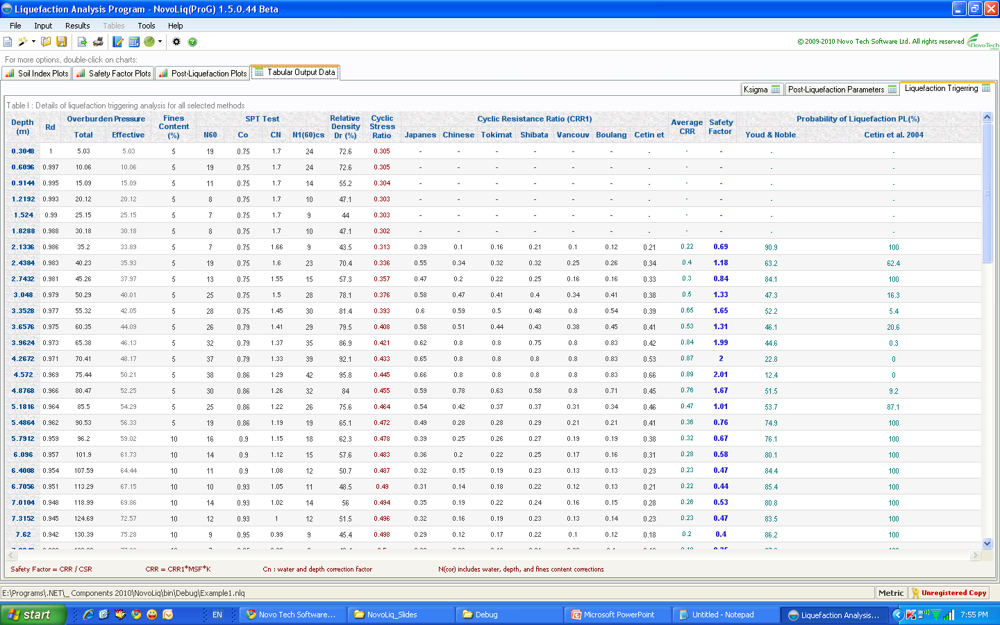 Liquefaction Analysis Program - NovoLiq(ProG) 1.5.0.44 Beta
File Input Results Tables Tools Help
© 2009-2010 Novo Tech Software Ltd. All rights reserved NovoTech
For more options, double-click on charts:
Soil Index Plots Safety Factor Plots Post-Liquefaction Plots Tabular Output Data
Ksigma Post-Liquefaction Parameters Liquefaction Trigerring
Table I : Details of liquefaction triggering analysis for all selected methods
Depth (m) Rd Overburden Pressure Fines Content (%) SPT Test Relative Density Dr (%) Cyclic Stress Ratio Cyclic Resistance Ratio (CRR1) Average CRR Safety Factor Probability of Liquefaction PL(%)
Total Effective N60 Co CN N1(60)cs Japanes Chinese Tokimat Shibata Vancouv Boulang Cetin et Youd & Noble Cetin et al. 2004
0.3048 1 5.03 5.03 5 19 0.75 1.7 24 72.6 0.305 - - - - - - - - - - -
0.6096 0.997 10.06 10.06 5 19 0.75 1.7 24 72.6 0.305 - - - - - - - - - - -
0.9144 0.995 15.09 15.09 5 11 0.75 1.7 14 55.2 0.304 - - - - - - - - - - -
1.2192 0.993 20.12 20.12 5 8 0.75 1.7 10 47.1 0.303 - - - - - - - - - - -
1.524 0.99 25.15 25.15 5 7 0.75 1.7 9 44 0.303 - - - - - - - - - - -
1.8288 0.988 30.18 30.18 5 8 0.75 1.7 10 47.1 0.302 - - - - - - - - - - -
2.1336 0.986 35.2 33.89 5 7 0.75 1.66 9 43.5 0.313 0.39 0.1 0.16 0.21 0.1 0.12 0.21 0.22 0.69 90.9 100
2.4384 0.983 40.23 35.93 5 19 0.75 1.6 23 70.4 0.336 0.55 0.34 0.32 0.32 0.25 0.26 0.34 0.4 1.18 63.2 62.4
2.7432 0.981 45.26 37.97 5 13 0.75 1.55 15 57.3 0.357 0.47 0.2 0.22 0.25 0.16 0.16 0.33 0.3 0.84 84.1 100
3.048 0.979 50.29 40.01 5 25 0.75 1.5 28 78.1 0.376 0.58 0.47 0.41 0.4 0.34 0.41 0.38 0.5 1.33 47.3 16.3
3.3528 0.977 55.32 42.05 5 28 0.75 1.45 30 81.4 0.393 0.6 0.59 0.5 0.48 0.8 0.54 0.39 0.65 1.65 52.2 5.4
3.6576 0.975 60.35 44.09 5 26 0.79 1.41 29 79.5 0.408 0.58 0.51 0.44 0.43 0.38 0.45 0.41 0.53 1.31 46.1 20.6
3.9624 0.973 65.38 46.13 5 32 0.79 1.37 35 86.9 0.421 0.62 0.8 0.8 0.75 0.8 0.83 0.42 0.84 1.99 44.6 0.3
4.2672 0.971 70.41 48.17 5 37 0.79 1.33 39 92.1 0.433 0.65 0.8 0.8 0.8 0.8 0.83 0.53 0.87 2 22.8 0
4.572 0.969 75.44 50.21 5 38 0.86 1.29 42 95.8 0.445 0.66 0.8 0.8 0.8 0.8 0.83 0.66 0.89 2.01 12.4 0
4.8768 0.966 80.47 52.25 5 30 0.86 1.26 32 84 0.455 0.59 0.78 0.63 0.58 0.8 0.71 0.45 0.76 1.67 51.5 9.2
5.1816 0.964 85.5 54.29 5 25 0.86 1.22 26 75.6 0.464 0.54 0.42 0.37 0.37 0.31 0.34 0.46 0.47 1.01 53.7 87.1
5.4864 0.962 90.53 56.33 5 19 0.86 1.19 19 65.1 0.472 0.49 0.28 0.28 0.29 0.21 0.21 0.41 0.36 0.76 74.9 100
5.7912 0.959 96.2 59.02 10 16 0.9 1.15 18 62.3 0.478 0.39 0.25 0.26 0.27 0.19 0.19 0.38 0.32 0.67 76.1 100
6.096 0.957 101.9 61.73 10 14 0.9 1.12 15 57.6 0.483 0.36 0.2 0.22 0.25 0.17 0.16 0.31 0.28 0.58 80.1 100
6.4008 0.954 107.59 64.44 10 11 0.9 1.08 12 50.7 0.487 0.32 0.15 0.19 0.23 0.13 0.13 0.23 0.23 0.47 84.4 100
6.7056 0.951 113.29 67.15 10 10 0.93 1.05 11 48.5 0.49 0.31 0.14 0.18 0.22 0.12 0.13 0.21 0.22 0.44 85.4 100
7.0104 0.948 118.99 69.86 10 14 0.93 1.02 14 56 0.494 0.35 0.19 0.22 0.24 0.16 0.15 0.28 0.26 0.53 80.8 100
7.3152 0.945 124.69 72.57 10 12 0.93 1 12 51.5 0.496 0.32 0.16 0.19 0.23 0.13 0.14 0.23 0.23 0.47 83.5 100
7.62 0.942 130.39 75.28 10 9 0.95 0.99 9 45.4 0.498 0.29 0.12 0.17 0.22 0.1 0.12 0.18 0.2 0.4 86.2 100
Safety Factor = CRR / CSR CRR = CRR1*MSF*K Cn : water and depth correction factor N(cor) includes water, depth, and fines content corrections
E:\Programs\.NET\_ Components 2010\NovoLiq\bin\Debug\Example1.nlq Metric Unregistered Copy
start EN Novo Tech Software... NovoLiq_Slides Debug Microsoft PowerPoint Untitled - Notepad Liquefaction Analysis... 7:55 PM